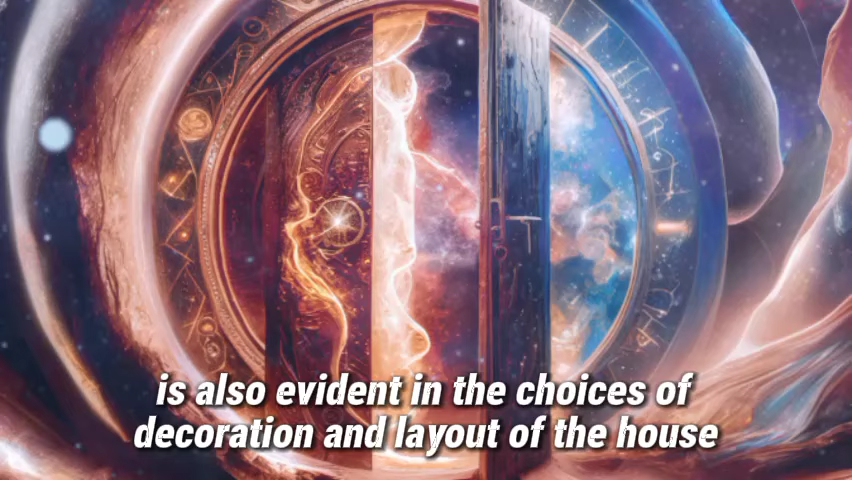 is also evident in the choices of
decoration and layout of the house